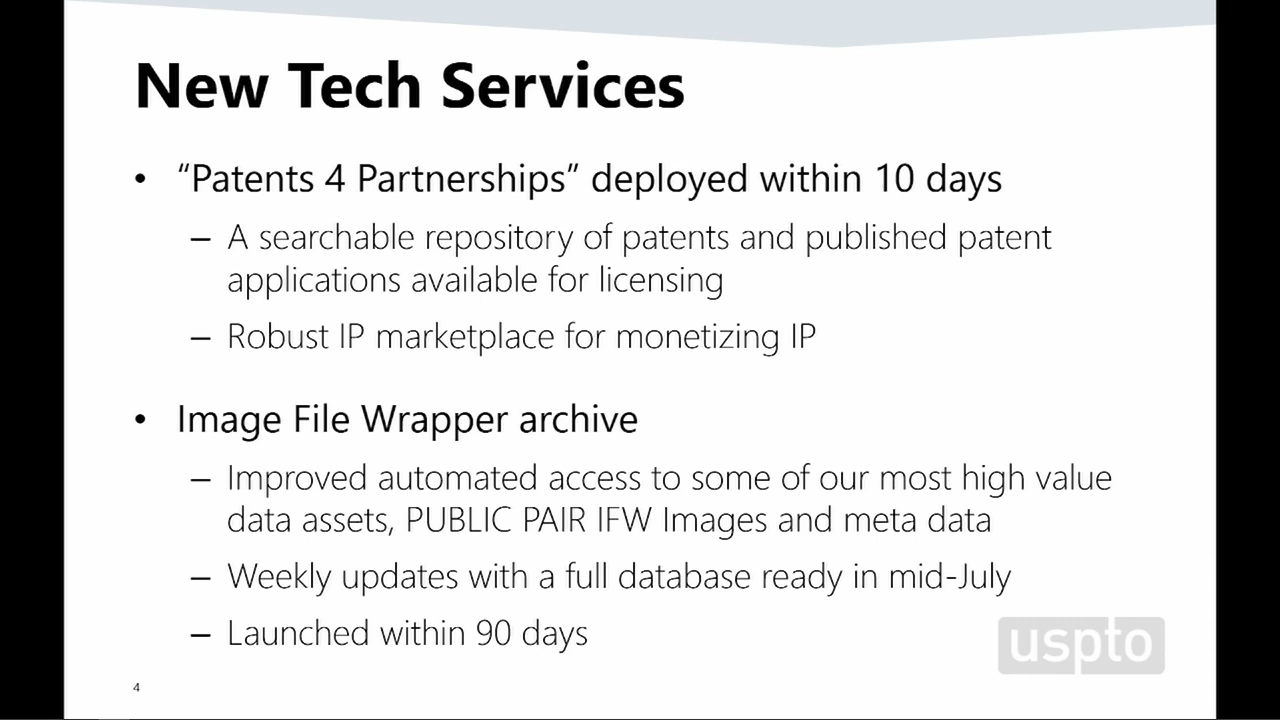 New Tech Services
• “Patents 4 Partnerships” deployed within 10 days
– A searchable repository of patents and published patent
applications available for licensing
– Robust IP marketplace for monetizing IP
• Image File Wrapper archive
– Improved automated access to some of our most high value
data assets, PUBLIC PAIR IFW Images and meta data
– Weekly updates with a full database ready in mid-July
– Launched within 90 days
uspto
4